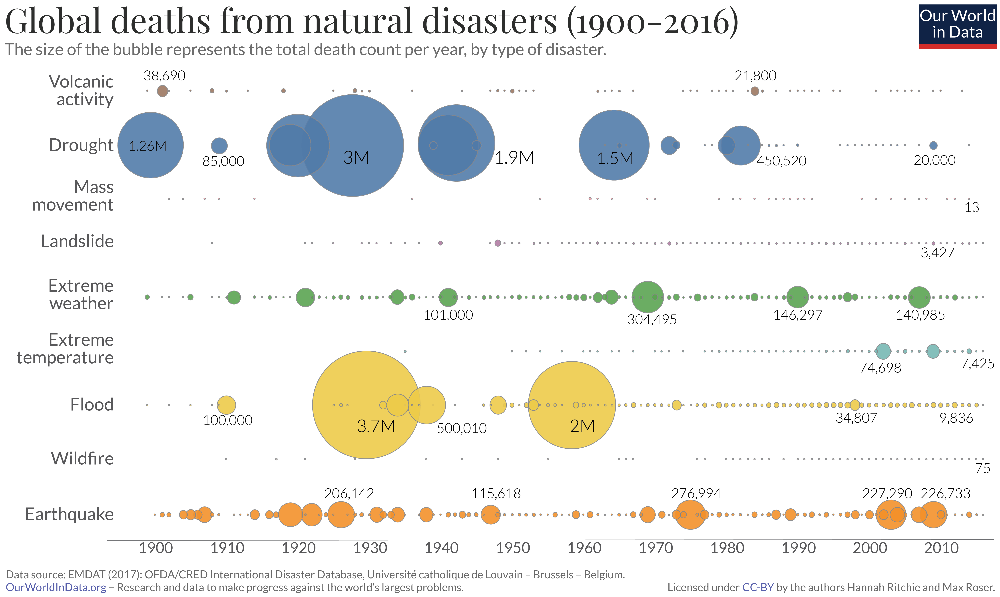 Global deaths from natural disasters (1900-2016)
Our World
in Data
The size of the bubble represents the total death count per year, by type of disaster.
Volcanic
activity
38,690
21,800
Drought
1.26M
85,000
3M
1.9M
1.5M
450,520
20,000
Mass
movement
13
Landslide
3,427
Extreme
weather
101,000
304,495
146,297
140,985
Extreme
temperature
74,698
7,425
Flood
100,000
3.7M
500,010
2M
34,807
9,836
Wildfire
75
Earthquake
206,142
115,618
276,994
227,290
226,733
1900
1910
1920
1930
1940
1950
1960
1970
1980
1990
2000
2010
Data source: EMDAT (2017): OFDA/CRED International Disaster Database, Université catholique de Louvain – Brussels – Belgium.
OurWorldInData.org – Research and data to make progress against the world's largest problems.
Licensed under CC-BY by the authors Hannah Ritchie and Max Roser.